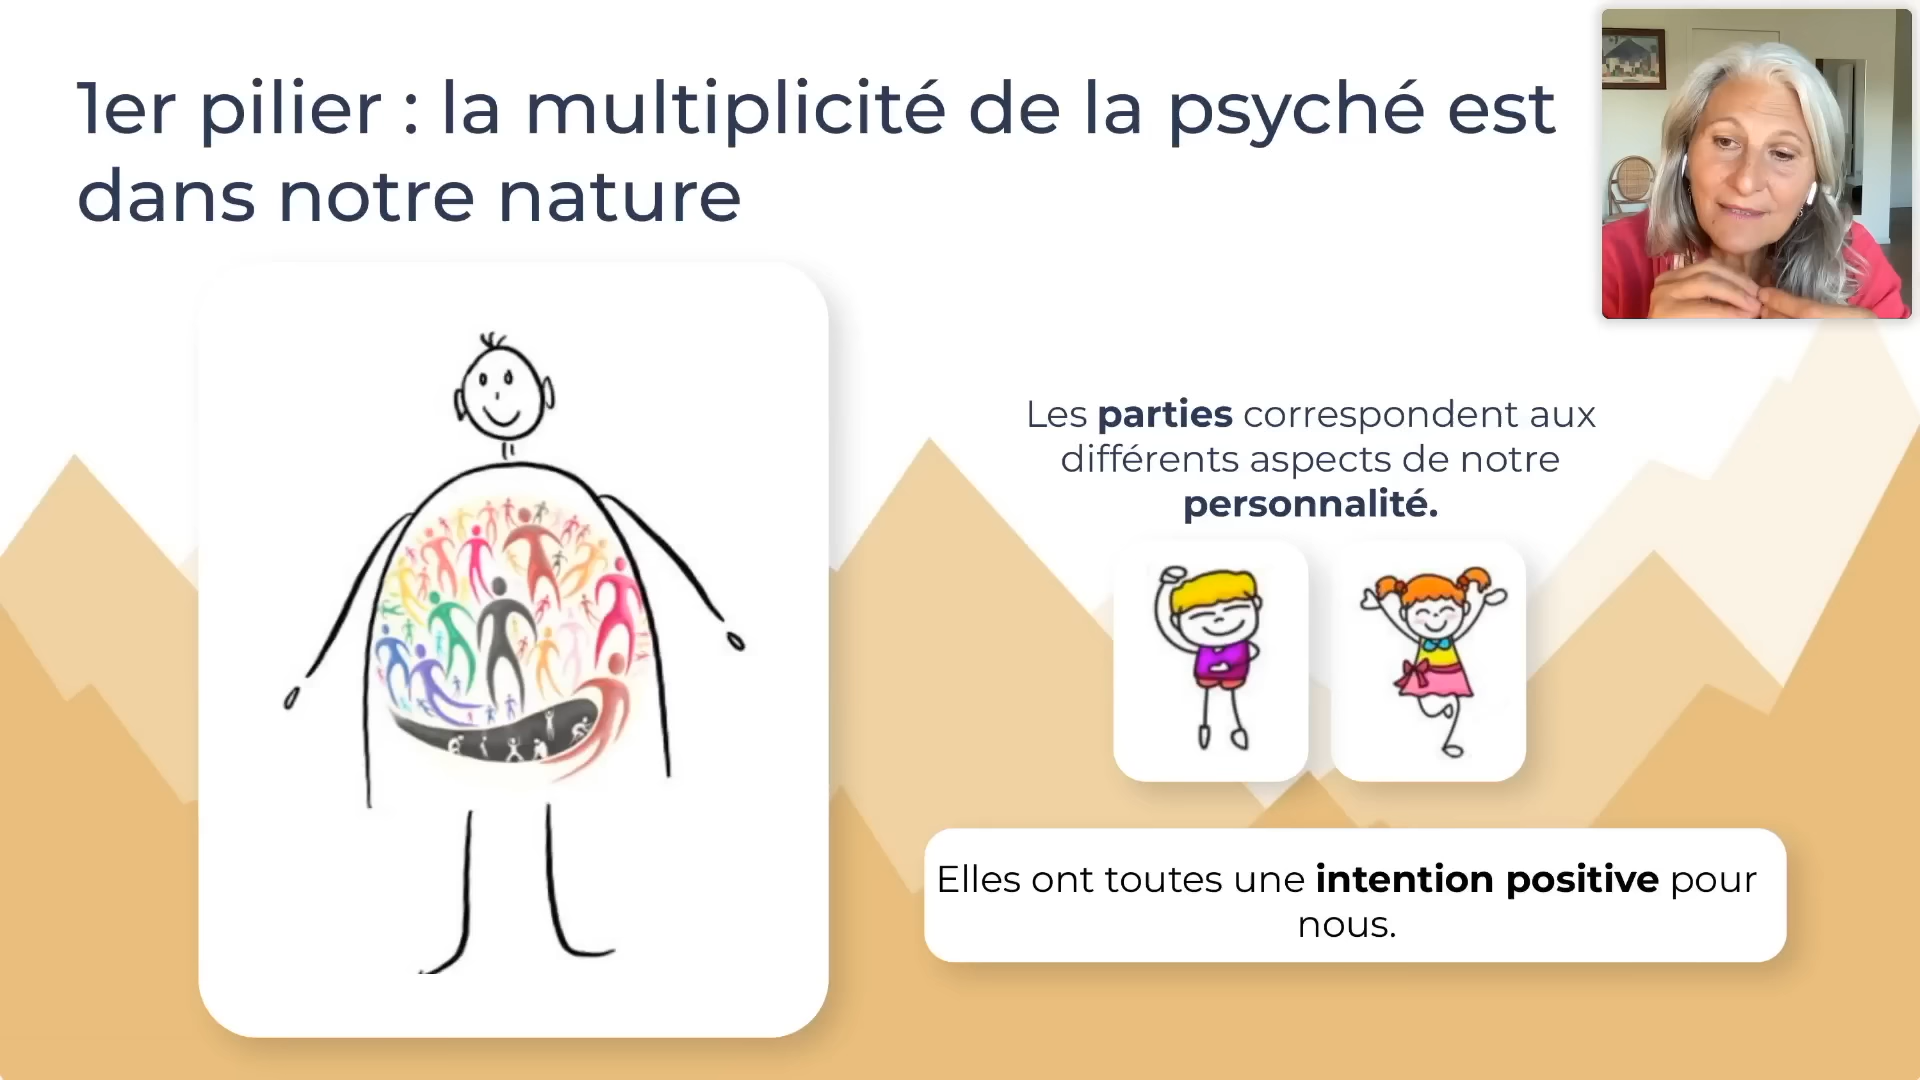 1er pilier : la multiplicité de la psyché est
dans notre nature
Les parties correspondent aux
différents aspects de notre
personnalité.
Elles ont toutes une intention positive pour
nous.